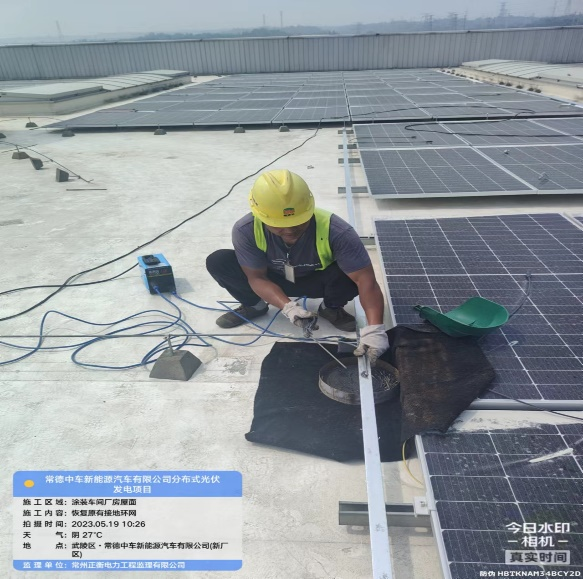 常德中车新能源汽车有限公司分布式光伏
发电项目
施工区域：涂装车间厂房屋面
施工内容：恢复原有接地环网
拍摄时间：2023.05.19 10:26
天气：阴 27℃
地点：武陵区·常德中车新能源汽车有限公司(新厂
区)
监理单位：常州正衡电力工程监理有限公司
今日水印
-相机-
真实时间
防伪 HBTKNAM34BCY2D